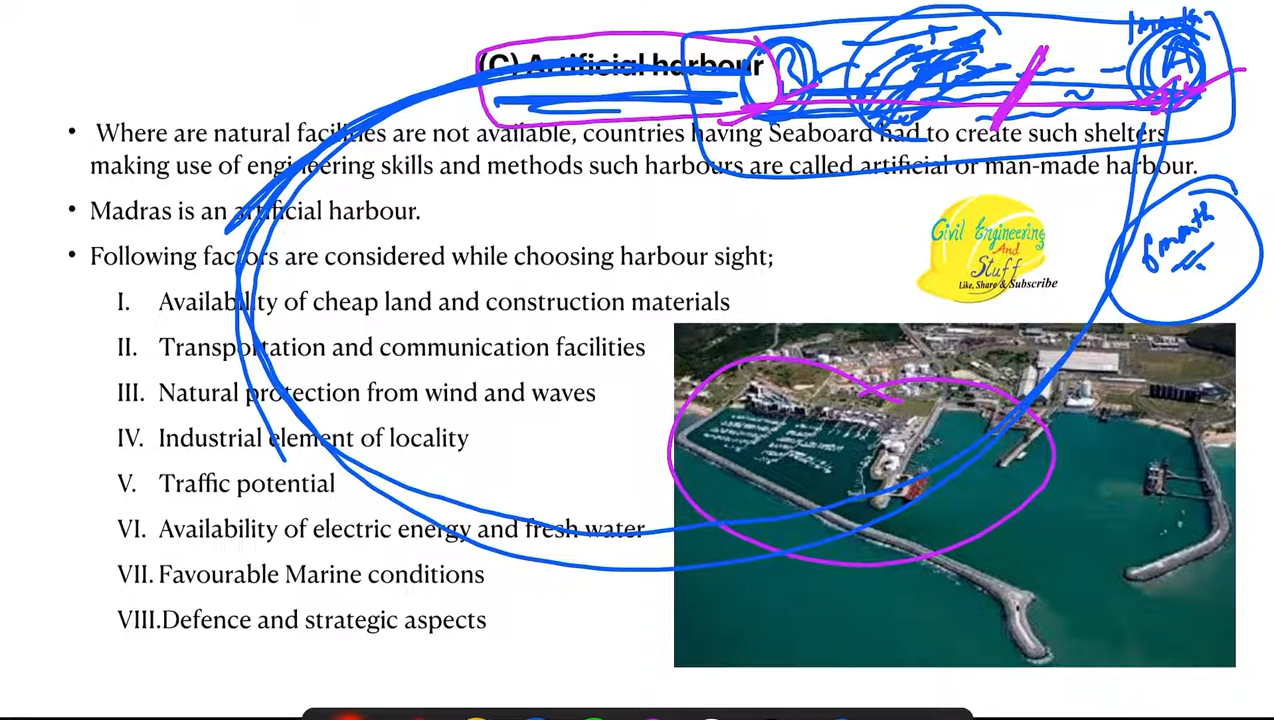 (C) Artificial harbour
1 month
A
• Where are natural facilities are not available, countries having Seaboard had to create such shelters
making use of engineering skills and methods such harbours are called artificial or man-made harbour.
• Madras is an artificial harbour.
6 month
Civil Engineering
And
Stuff
Like, Share & Subscribe
• Following factors are considered while choosing harbour sight;
I. Availability of cheap land and construction materials
II. Transportation and communication facilities
III. Natural protection from wind and waves
IV. Industrial element of locality
V. Traffic potential
VI. Availability of electric energy and fresh water
VII. Favourable Marine conditions
VIII.Defence and strategic aspects